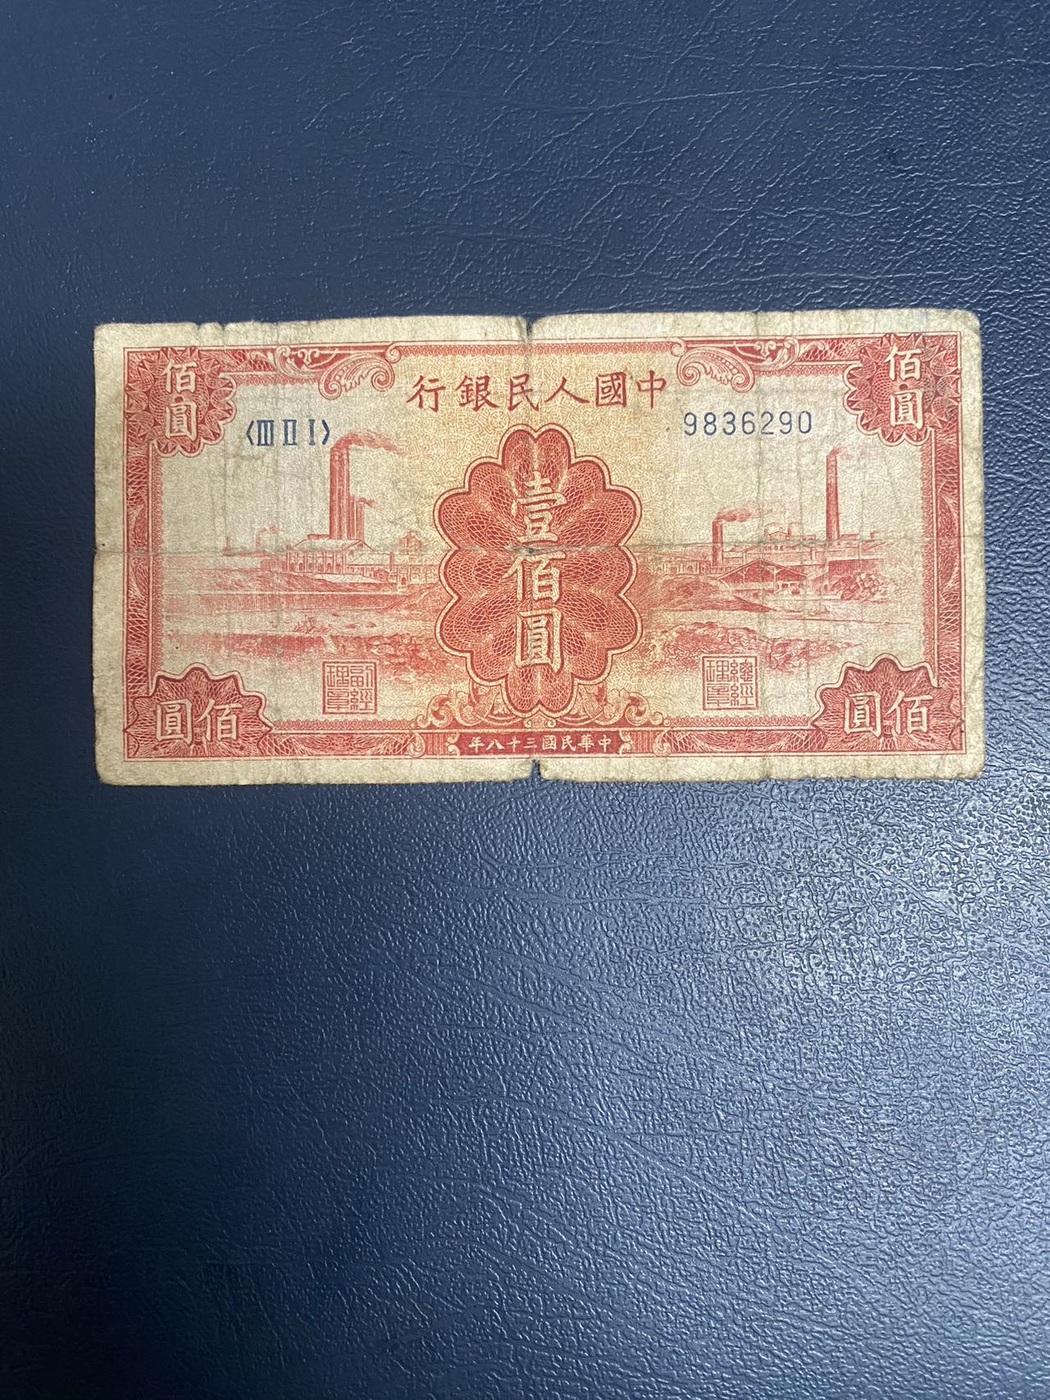 中國人民銀行
佰圓
佰圓
〈III II I〉
9836290
壹佰圓
副經理章
總經理章
佰圓
佰圓
中華民國三十八年